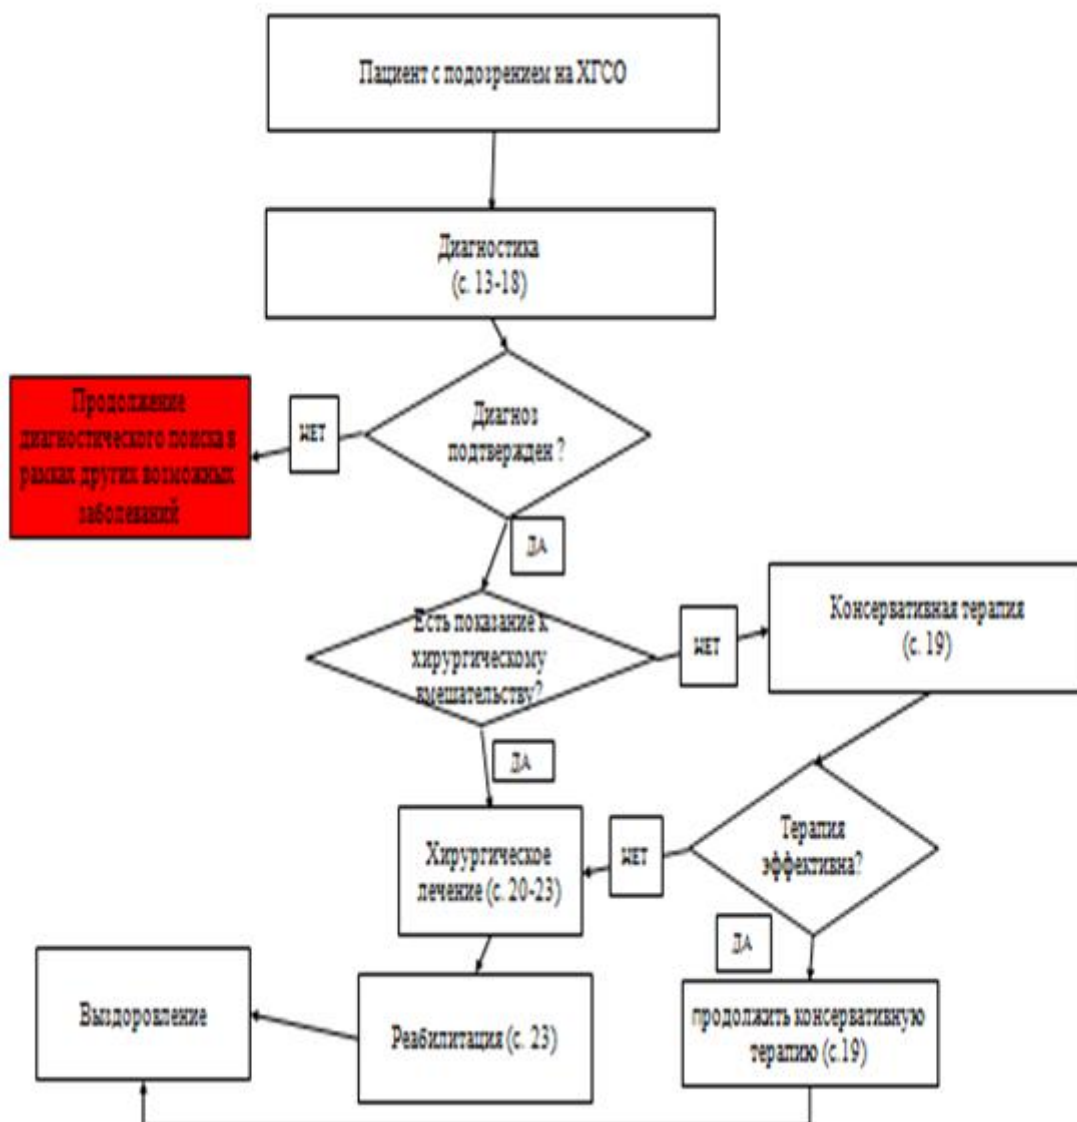 Пациент с подозрением на ХГСО
Диагностика
(с. 13-18)
Диагноз
подтвержден ?
НЕТ
Продолжение
диагностического поиска в
рамках других возможных
заболеваний
ДА
Есть показание к
хирургическому
вмешательству?
НЕТ
Консервативная терапия
(с. 19)
ДА
Терапия
эффективна?
НЕТ
Хирургическое
лечение (с. 20-23)
ДА
продолжить консервативную
терапию (с.19)
Реабилитация (с. 23)
Выздоровление